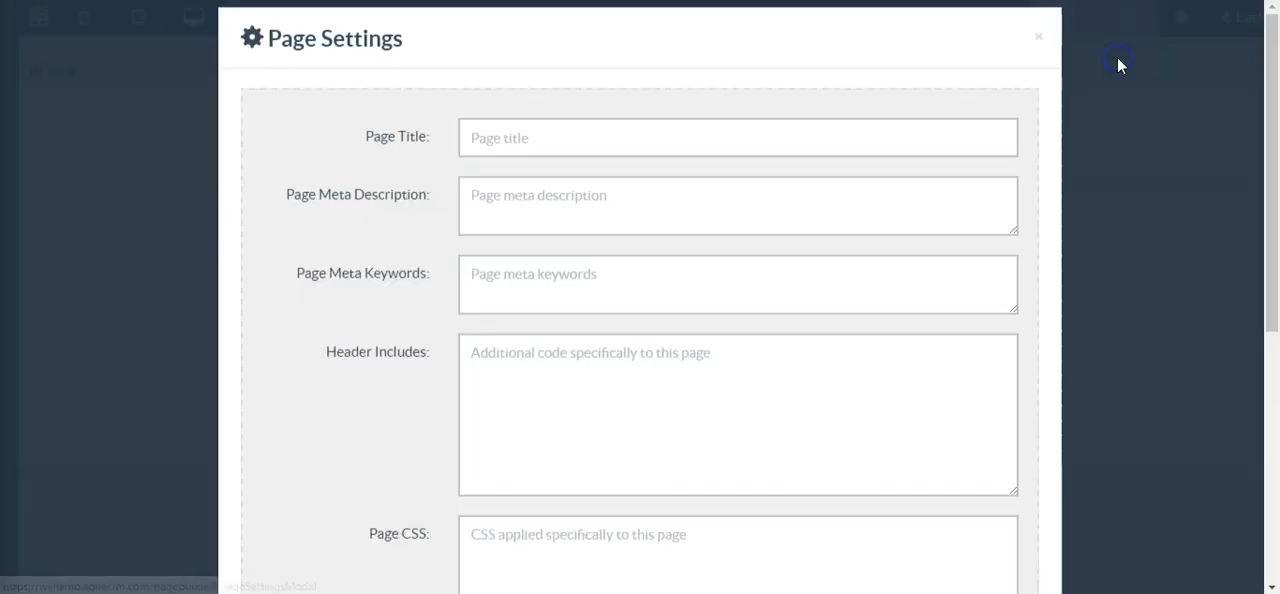 Page Settings
×
Page Title:
Page title
Page Meta Description:
Page meta description
Page Meta Keywords:
Page meta keywords
Header Includes:
Additional code specifically to this page
Page CSS:
CSS applied specifically to this page